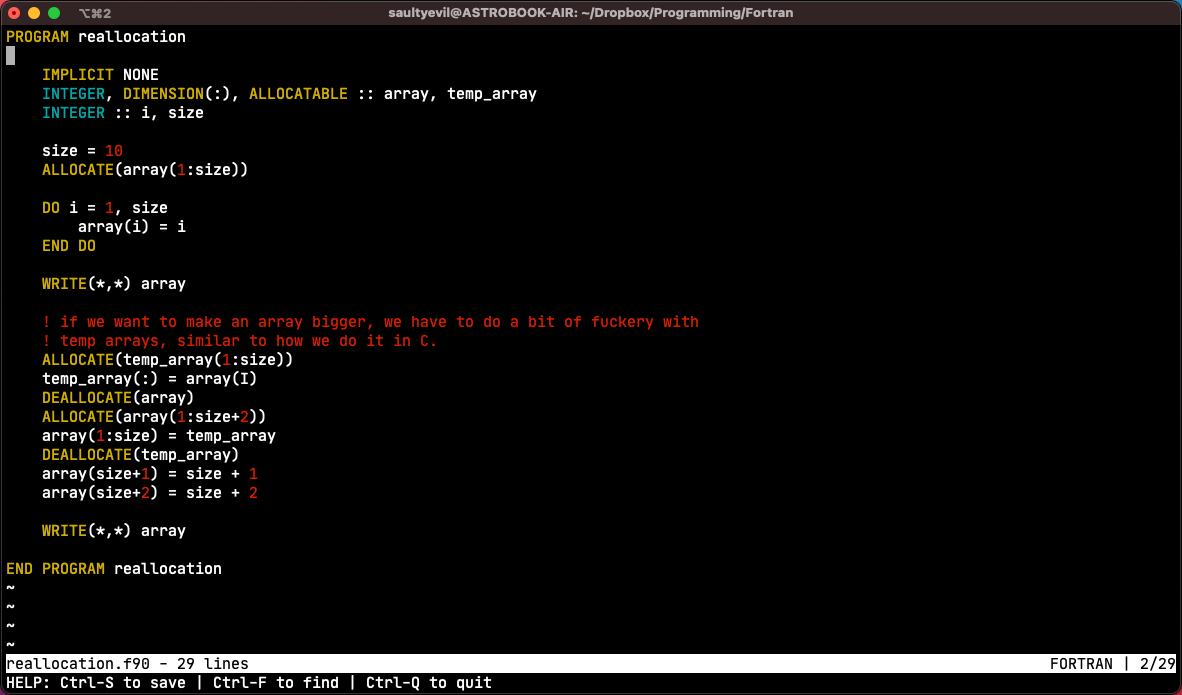 ⌥⌘2 saultyevil@ASTROBOOK-AIR: ~/Dropbox/Programming/Fortran
PROGRAM reallocation
    IMPLICIT NONE
    INTEGER, DIMENSION(:), ALLOCATABLE :: array, temp_array
    INTEGER :: i, size
    size = 10
    ALLOCATE(array(1:size))
    DO i = 1, size
        array(i) = i
    END DO
    WRITE(*,*) array
    ! if we want to make an array bigger, we have to do a bit of fuckery with
    ! temp arrays, similar to how we do it in C.
    ALLOCATE(temp_array(1:size))
    temp_array(:) = array(I)
    DEALLOCATE(array)
    ALLOCATE(array(1:size+2))
    array(1:size) = temp_array
    DEALLOCATE(temp_array)
    array(size+1) = size + 1
    array(size+2) = size + 2
    WRITE(*,*) array
END PROGRAM reallocation
~
~
~
~
reallocation.f90 - 29 lines FORTRAN | 2/29
HELP: Ctrl-S to save | Ctrl-F to find | Ctrl-Q to quit